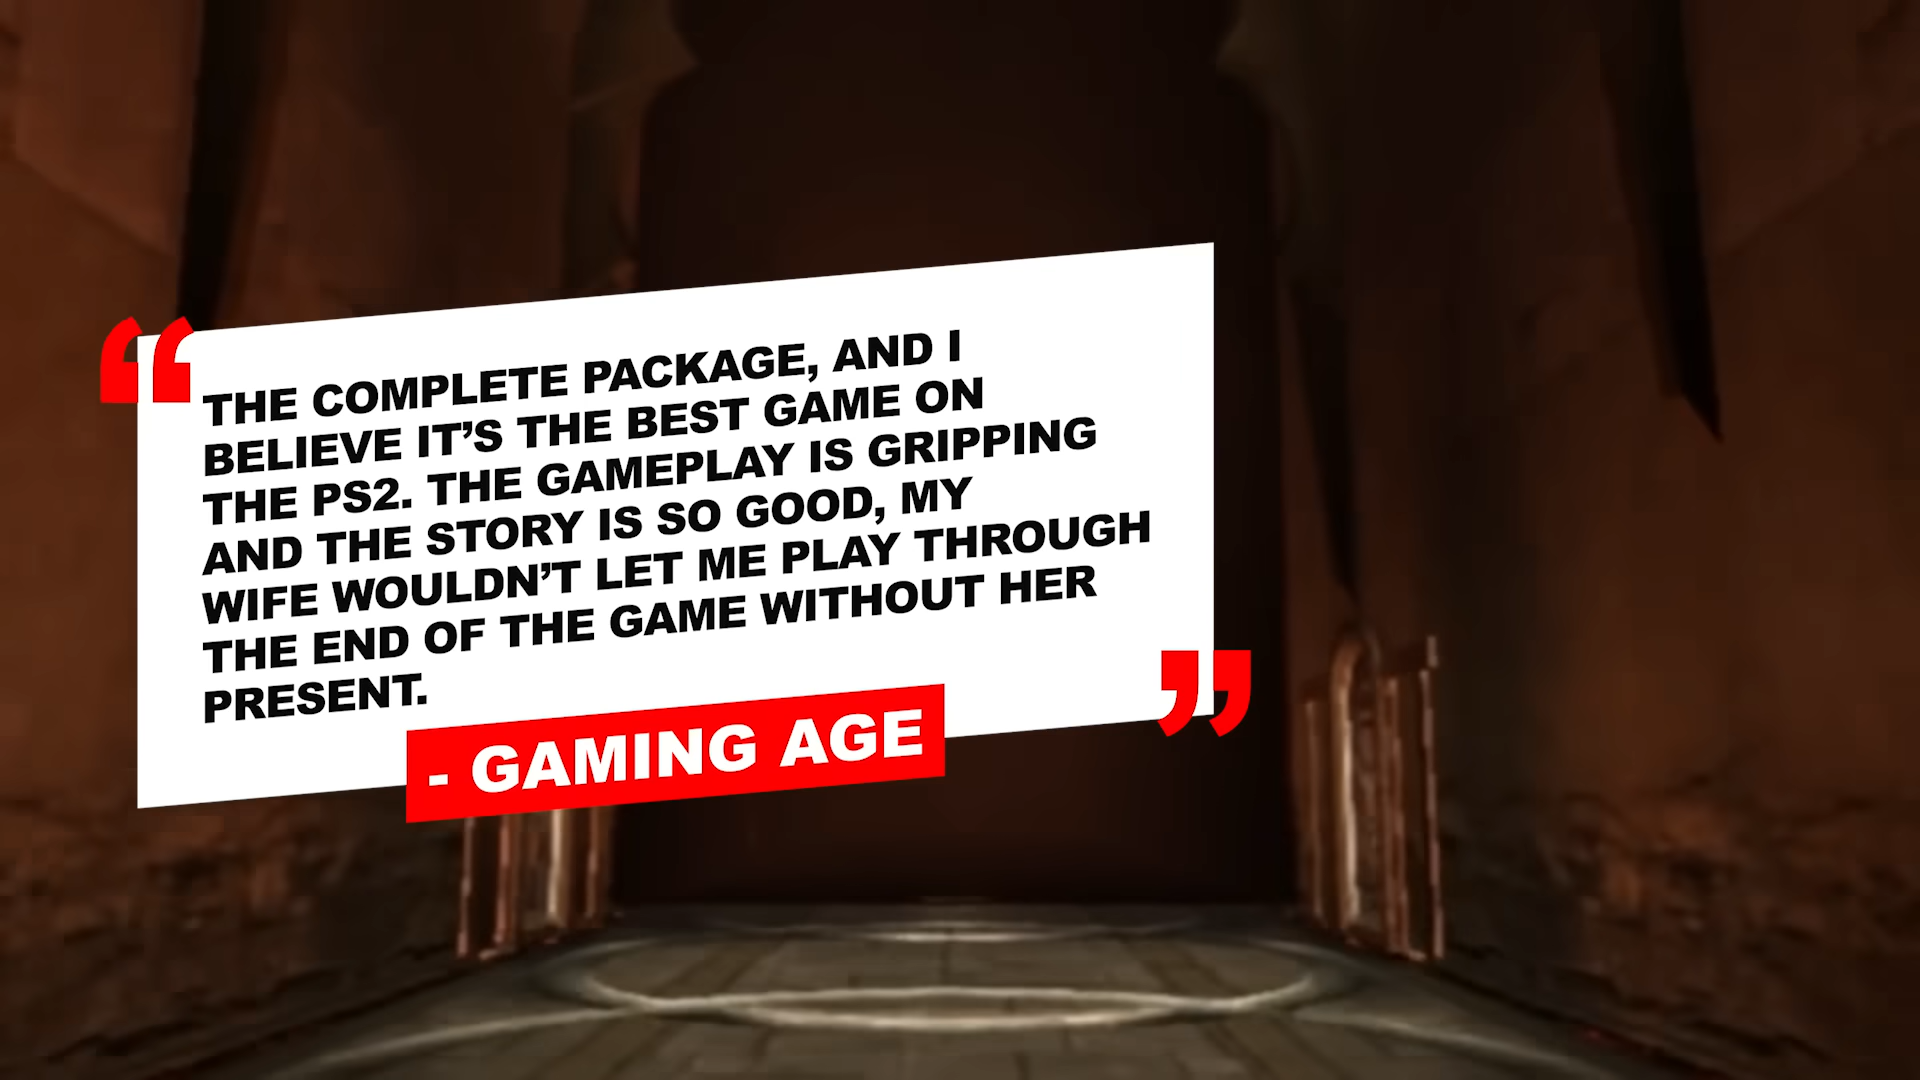 “
THE COMPLETE PACKAGE, AND I
BELIEVE IT’S THE BEST GAME ON
THE PS2. THE GAMEPLAY IS GRIPPING
AND THE STORY IS SO GOOD, MY
WIFE WOULDN’T LET ME PLAY THROUGH
THE END OF THE GAME WITHOUT HER
PRESENT.
”
- GAMING AGE